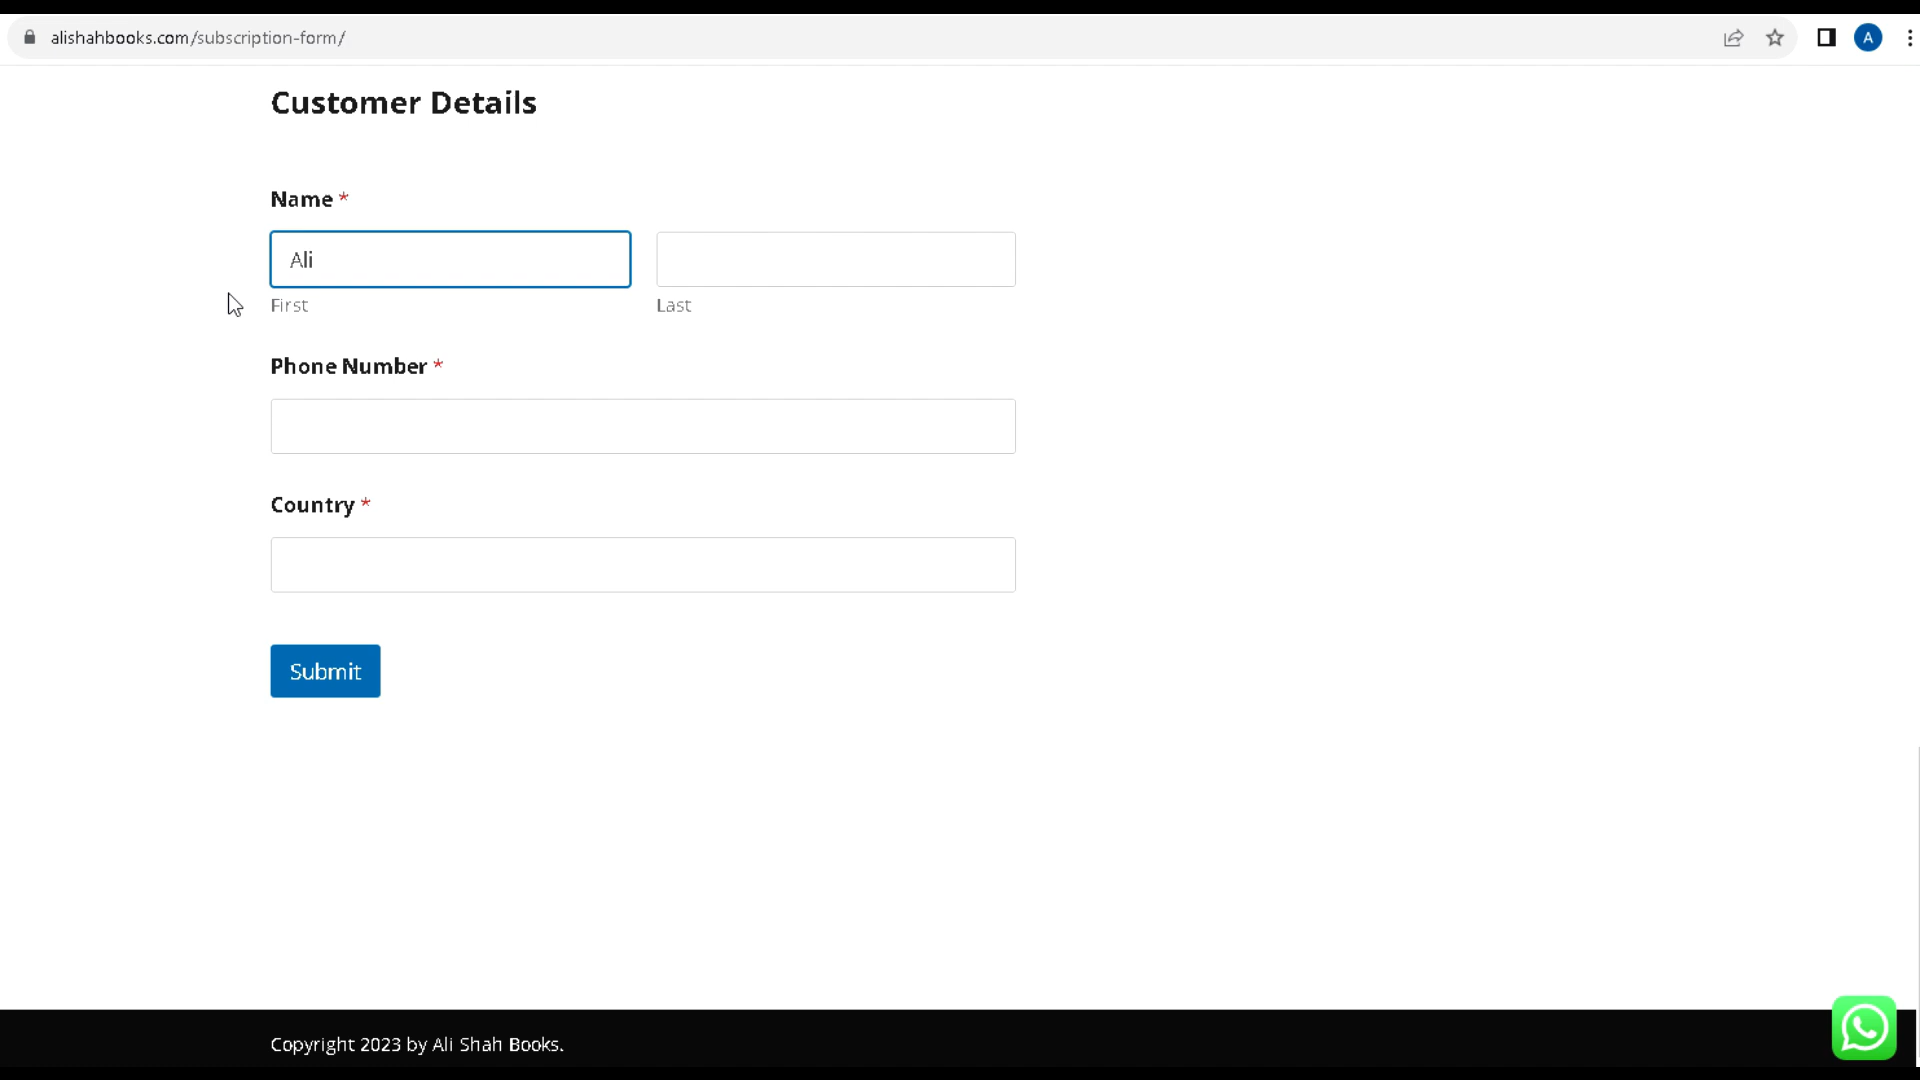 alishahbooks.com/subscription-form/
A
Customer Details
Name *
Ali
First
Last
Phone Number *
Country *
Submit
Copyright 2023 by Ali Shah Books.